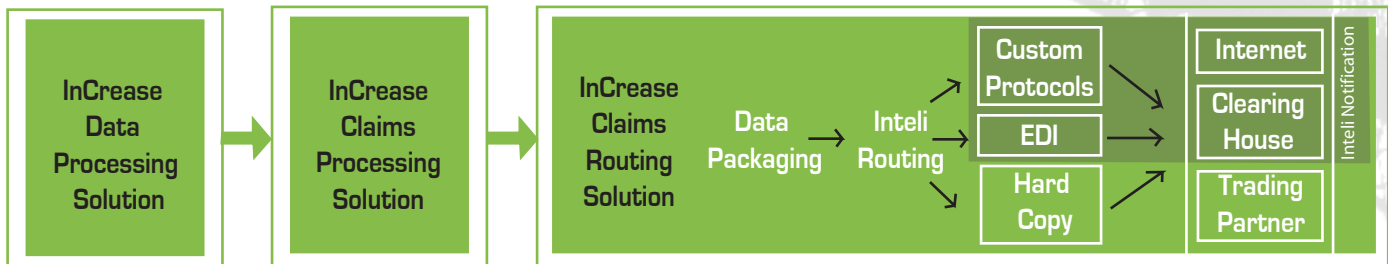 InCrease
Data
Processing
Solution
InCrease
Claims
Processing
Solution
InCrease
Claims
Routing
Solution
Data
Packaging
Inteli
Routing
Custom
Protocols
EDI
Hard
Copy
Internet
Clearing
House
Trading
Partner
Inteli Notification